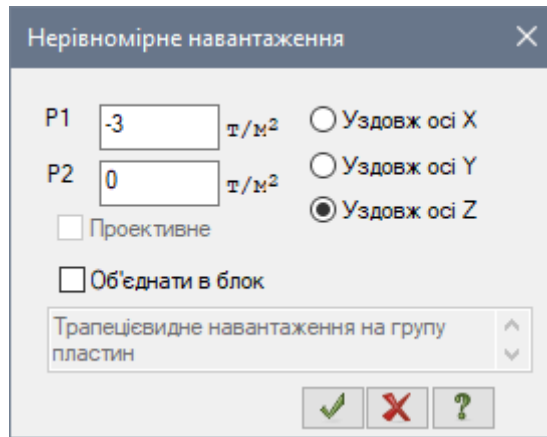 Нерівномірне навантаження
P1 -3 т/м² Уздовж осі X
P2 0 т/м² Уздовж осі Y
Уздовж осі Z
Проективне
Об'єднати в блок
Трапецієвидне навантаження на групу
пластин